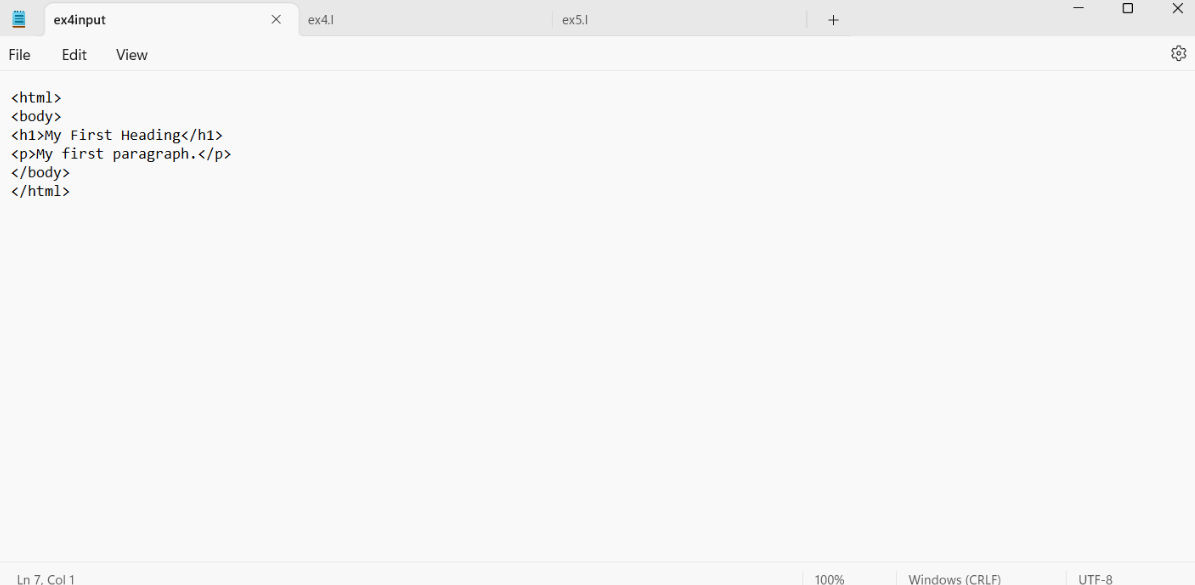 ex4input
ex4.l
ex5.l
File Edit View
<html>
<body>
<h1>My First Heading</h1>
<p>My first paragraph.</p>
</body>
</html>
Ln 7, Col 1
100%
Windows (CRLF)
UTF-8